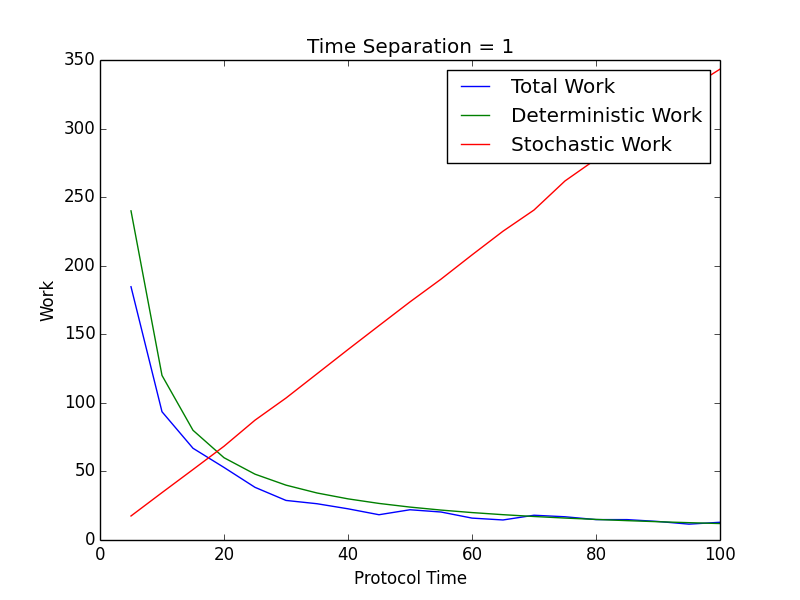 Time Separation = 1
Total Work
Deterministic Work
Stochastic Work
350
300
250
200
150
100
50
0
Work
0 20 40 60 80 100
Protocol Time